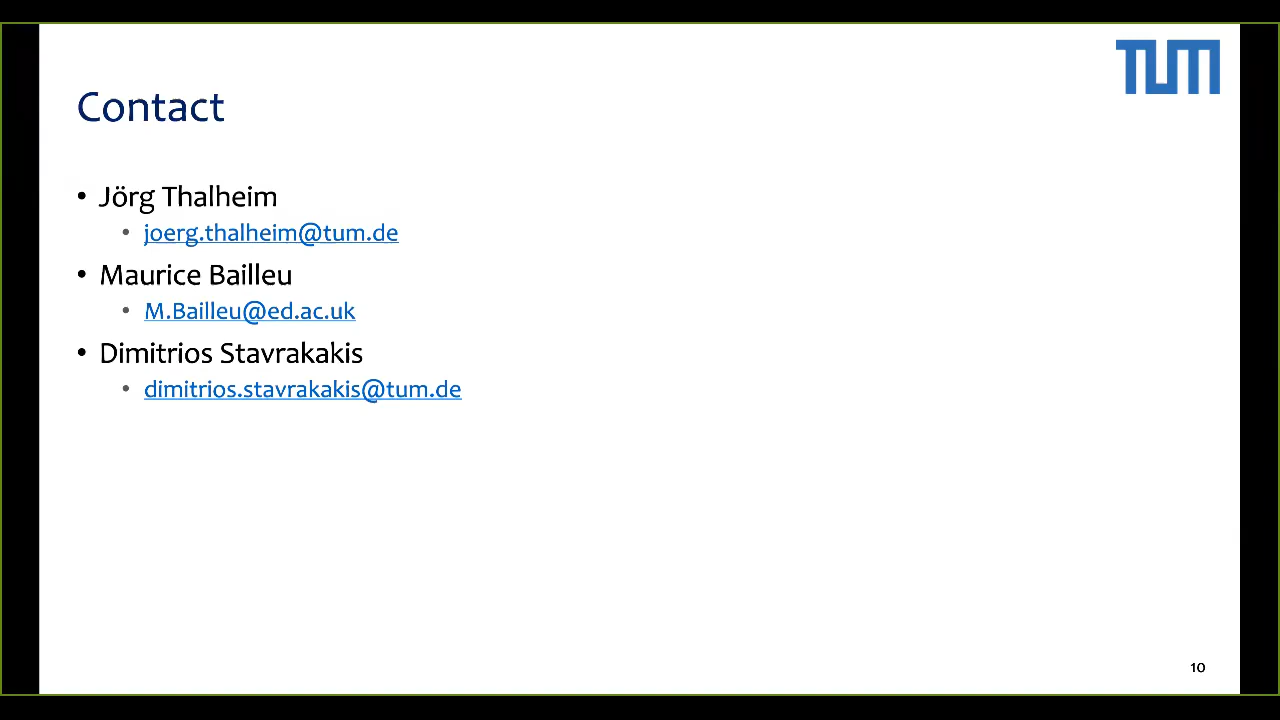 TUM
Contact
• Jörg Thalheim
• joerg.thalheim@tum.de
• Maurice Bailleu
• M.Bailleu@ed.ac.uk
• Dimitrios Stavrakakis
• dimitrios.stavrakakis@tum.de
10